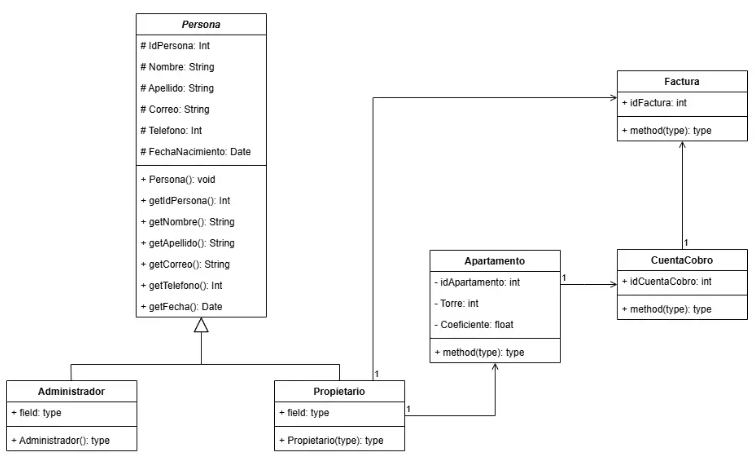 Persona
# IdPersona: Int
# Nombre: String
# Apellido: String
# Correo: String
# Telefono: Int
# FechaNacimiento: Date
+ Persona(): void
+ getIdPersona(): Int
+ getNombre(): String
+ getApellido(): String
+ getCorreo(): String
+ getTelefono(): Int
+ getFecha(): Date
Factura
+ idFactura: int
+ method(type): type
1
Apartamento
- idApartamento: int
- Torre: int
- Coeficiente: float
+ method(type): type
1
CuentaCobro
+ idCuentaCobro: int
+ method(type): type
Administrador
+ field: type
+ Administrador(): type
1
Propietario
+ field: type
+ Propietario(type): type
1